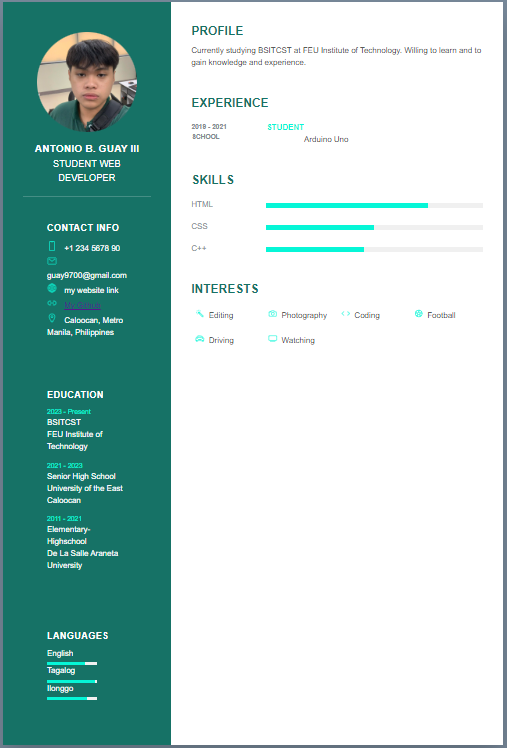 ANTONIO B. GUAY III
STUDENT WEB
DEVELOPER
CONTACT INFO
+1 234 5678 90
guay9700@gmail.com
my website link
My Github
Caloocan, Metro
Manila, Philippines
EDUCATION
2023 - Present
BSITCST
FEU Institute of
Technology
2021 - 2023
Senior High School
University of the East
Caloocan
2011 - 2021
Elementary-
Highschool
De La Salle Araneta
University
LANGUAGES
English
Tagalog
Ilonggo
PROFILE
Currently studying BSITCST at FEU Institute of Technology. Willing to learn and to
gain knowledge and experience.
EXPERIENCE
2019 - 2021 STUDENT
SCHOOL
Arduino Uno
SKILLS
HTML
CSS
C++
INTERESTS
Editing Photography Coding Football
Driving Watching